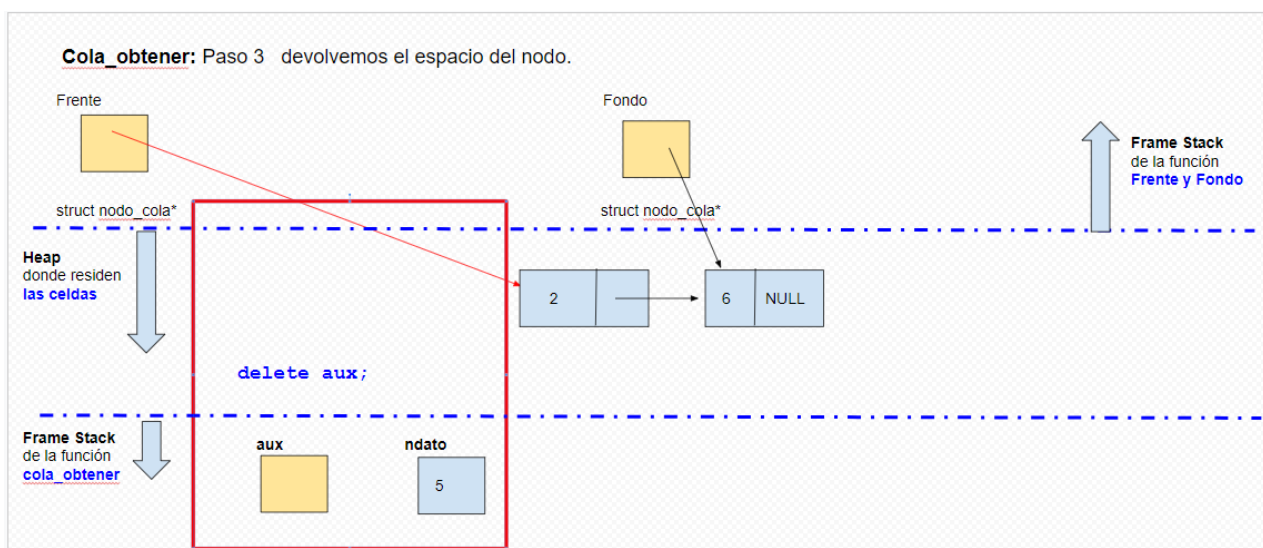 Cola_obtener: Paso 3 devolvemos el espacio del nodo.
Frente
Fondo
Frame Stack
de la función
Frente y Fondo
struct nodo_cola*
struct nodo_cola*
Heap
donde residen
las celdas
2
6 NULL
delete aux;
Frame Stack
de la función
cola_obtener
aux
ndato
5